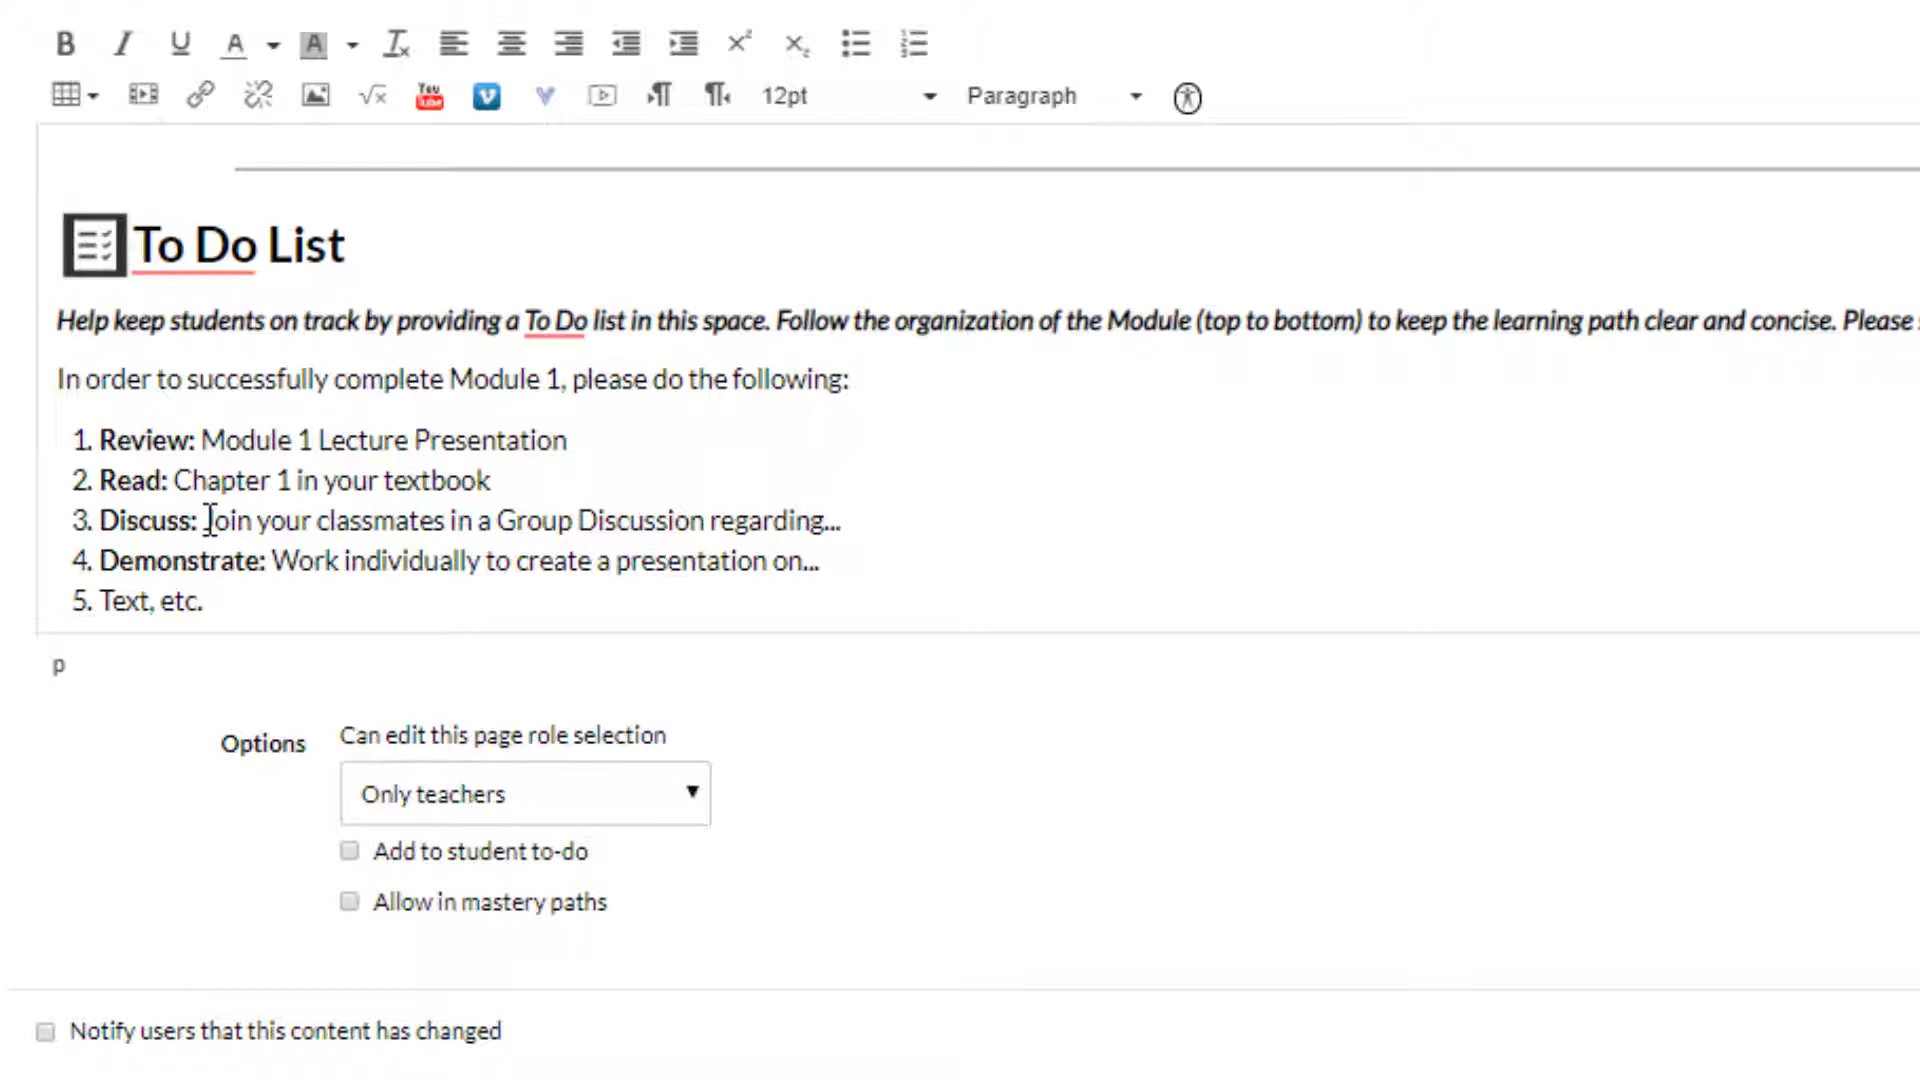 12pt Paragraph
To Do List
Help keep students on track by providing a To Do list in this space. Follow the organization of the Module (top to bottom) to keep the learning path clear and concise. Please
In order to successfully complete Module 1, please do the following:
1. Review: Module 1 Lecture Presentation
2. Read: Chapter 1 in your textbook
3. Discuss: Join your classmates in a Group Discussion regarding...
4. Demonstrate: Work individually to create a presentation on...
5. Text, etc.
p
Options
Can edit this page role selection
Only teachers
Add to student to-do
Allow in mastery paths
Notify users that this content has changed